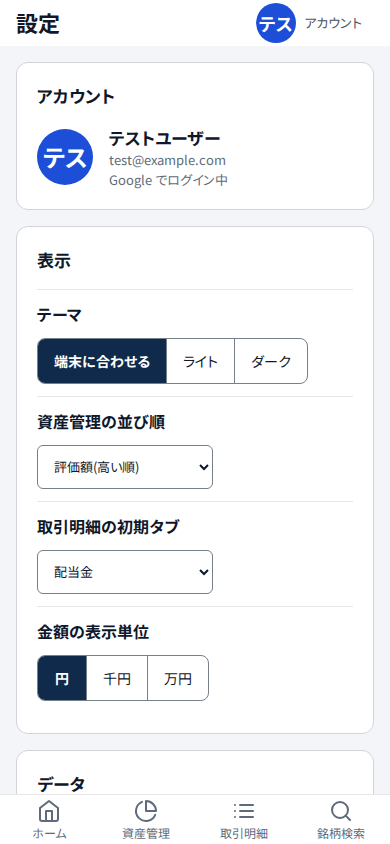 設定
テス アカウント
アカウント
テス
テストユーザー
test@example.com
Google でログイン中
表示
テーマ
端末に合わせる ライト ダーク
資産管理の並び順
評価額(高い順)
取引明細の初期タブ
配当金
金額の表示単位
円 千円 万円
データ
ホーム 資産管理 取引明細 銘柄検索